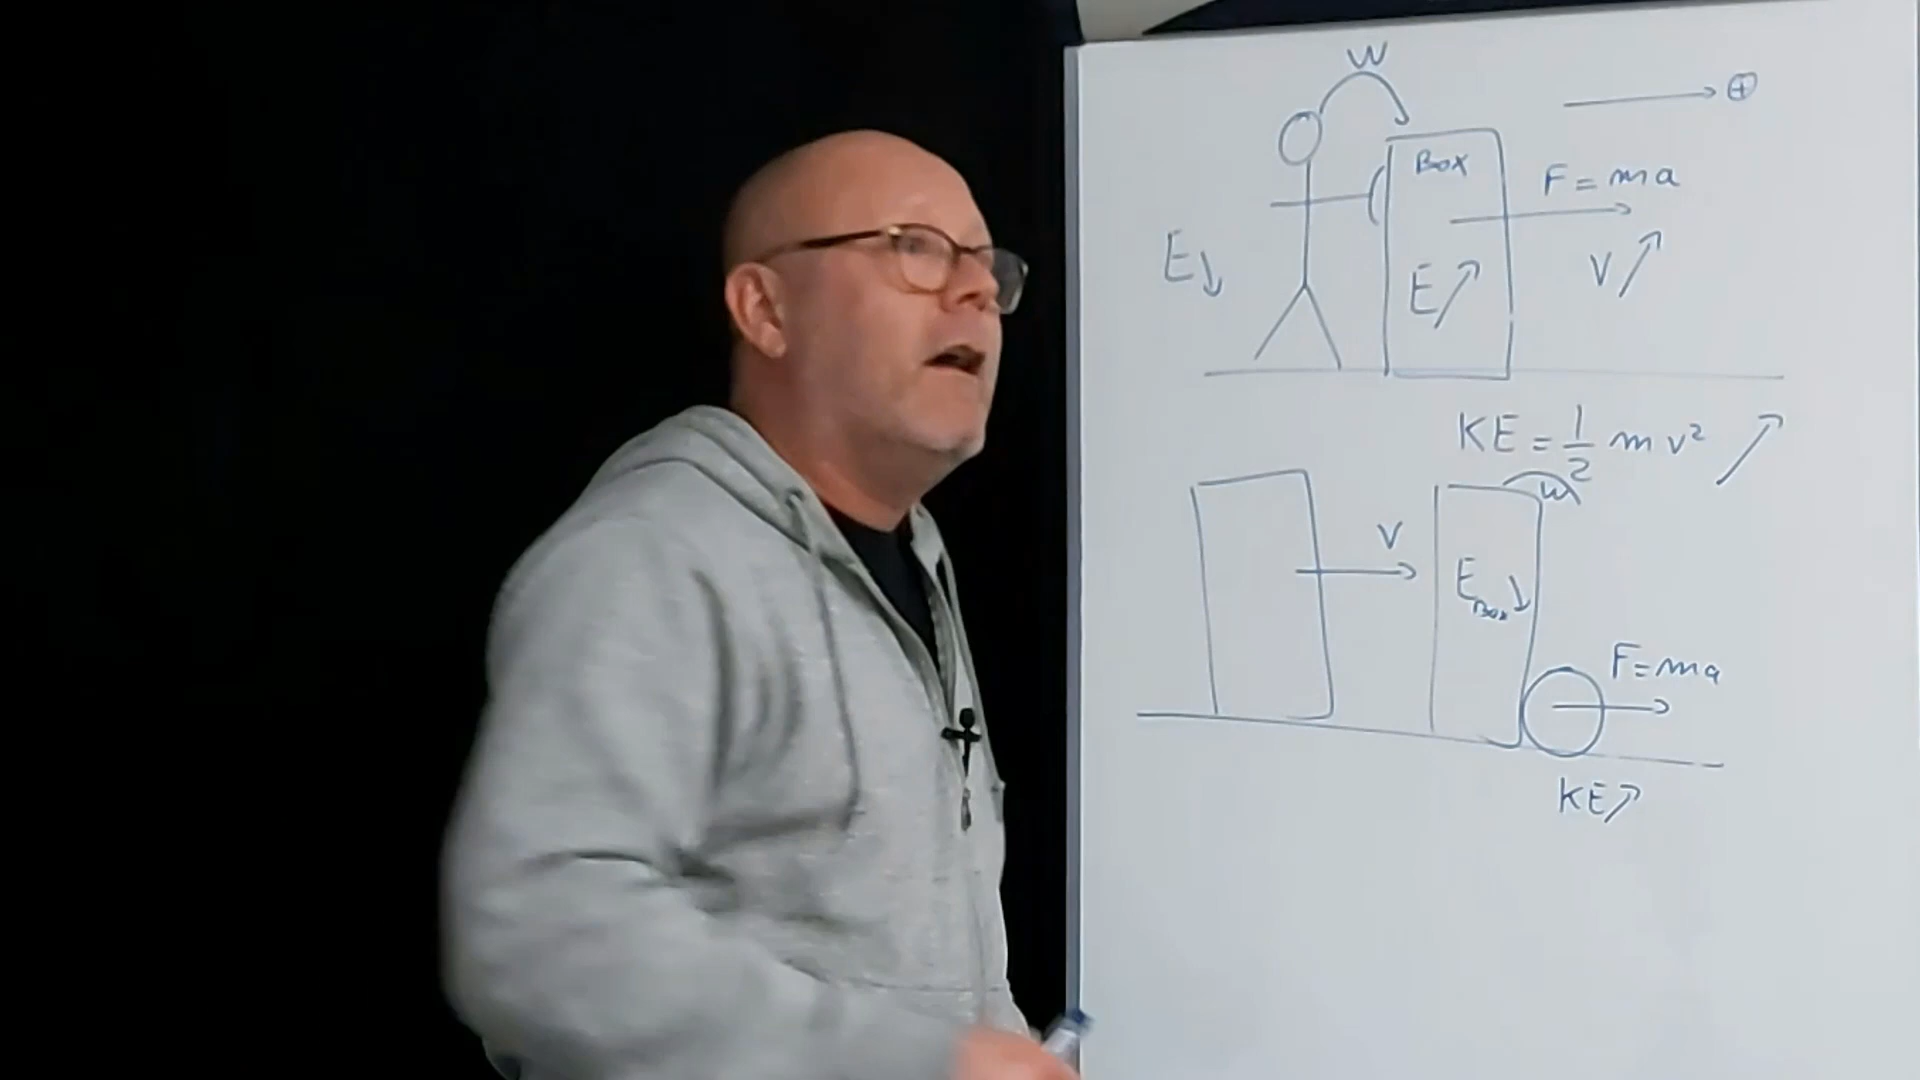 W
⊕
Box
F = ma
E↓
E↗
V↗
KE = 1/2 mv² ↗
W
V
E Box ↓
F=ma
KE↗